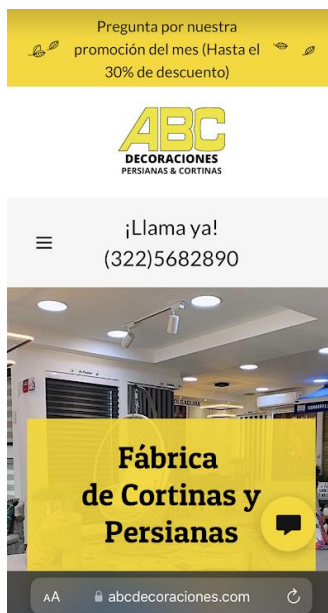 Pregunta por nuestra
promoción del mes (Hasta el
30% de descuento)
ABC
DECORACIONES
PERSIANAS & CORTINAS
¡Llama ya!
(322)5682890
Fábrica
de Cortinas y
Persianas
AA abcdecoraciones.com